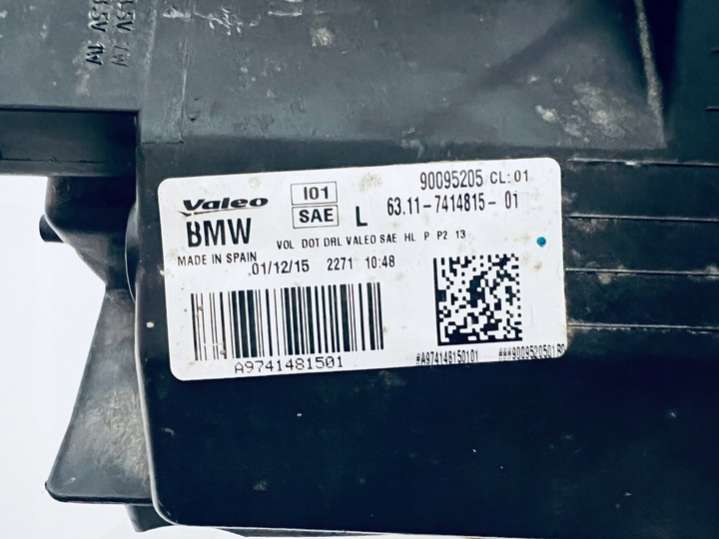 Valeo
I01
SAE
L
90095205 CL:01
63.11-7414815-01
BMW
VOL DOT DRL VALEO SAE HL P P2 13
MADE IN SPAIN
01/12/15 2271 10:48
A9741481501
#A974148150101